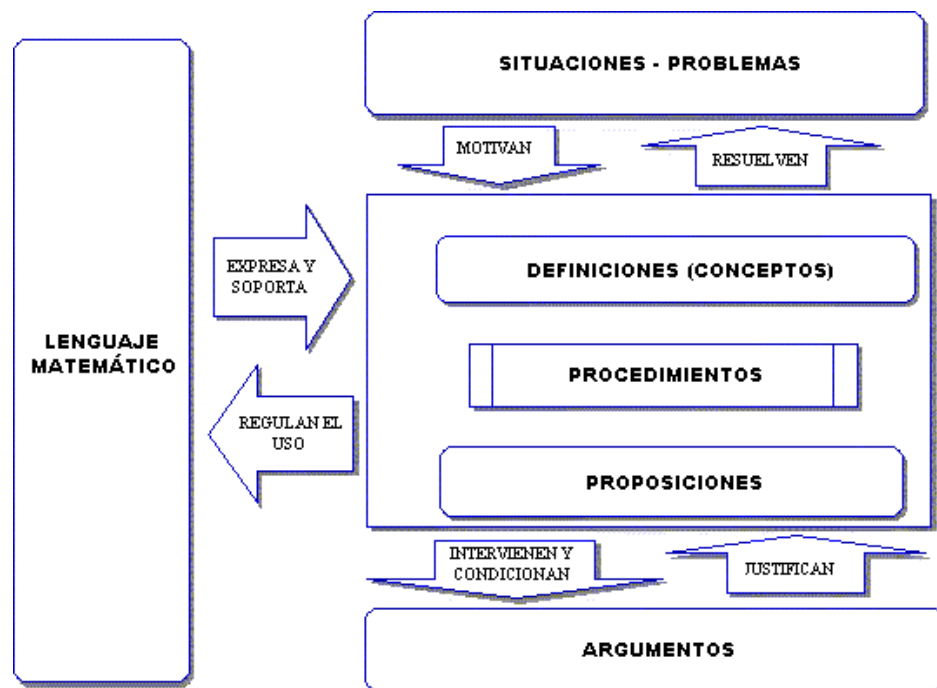 SITUACIONES - PROBLEMAS
MOTIVAN
RESUELVEN
EXPRESA Y
SOPORTA
DEFINICIONES (CONCEPTOS)
LENGUAJE
MATEMÁTICO
PROCEDIMIENTOS
REGULAN EL
USO
PROPOSICIONES
INTERVIENEN Y
CONDICIONAN
JUSTIFICAN
ARGUMENTOS